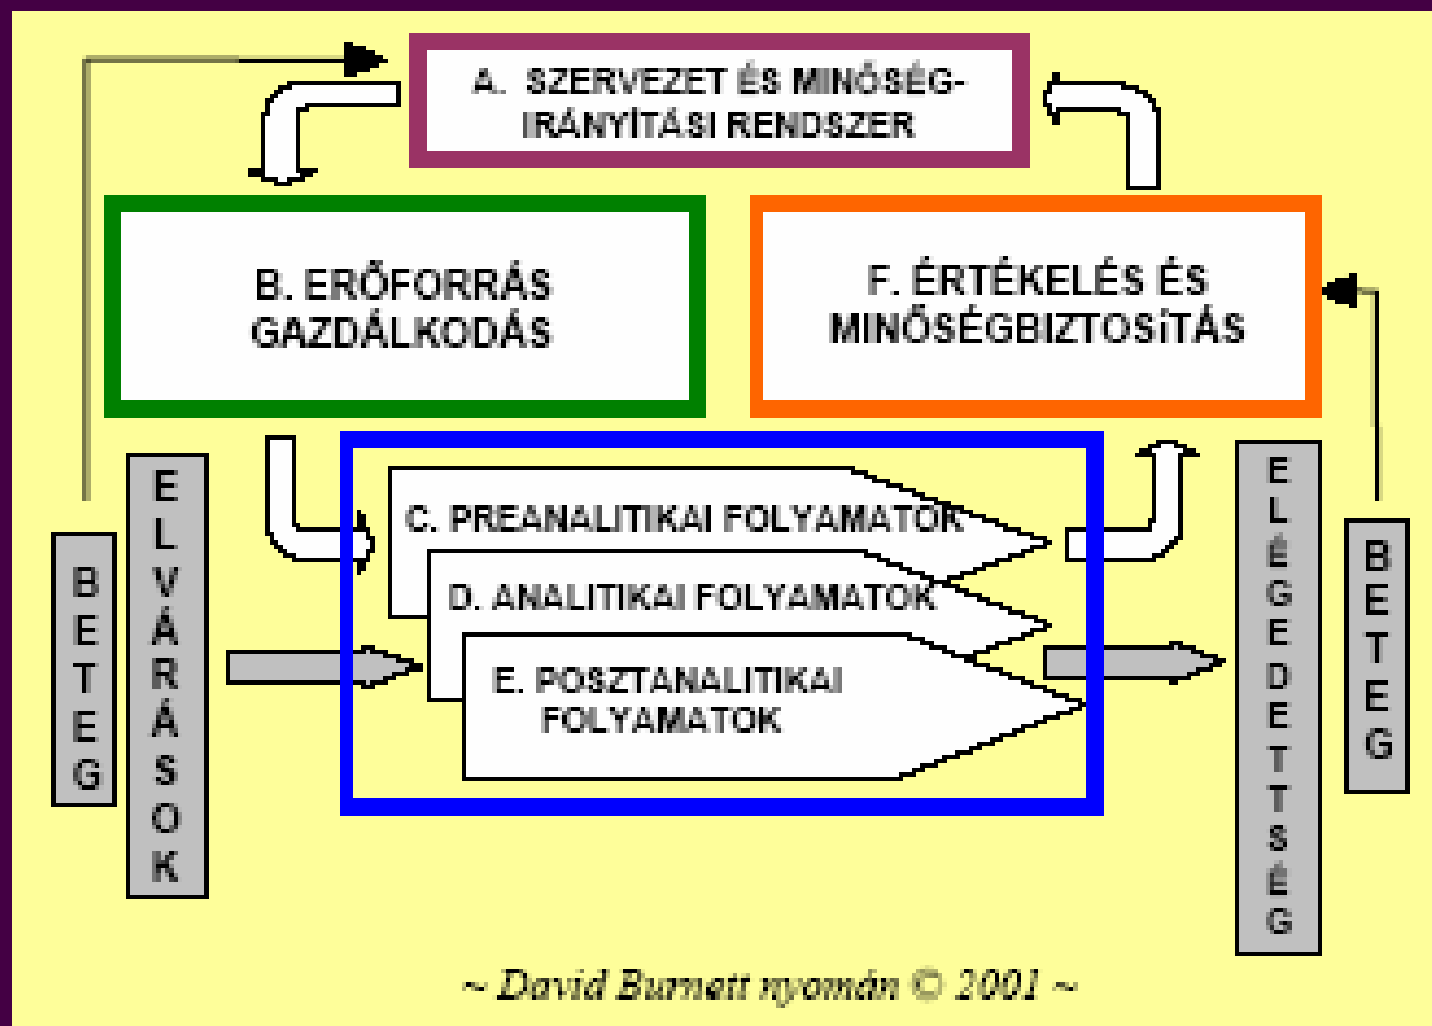 A. SZERVEZET ÉS MINŐSÉG-
IRÁNYÍTÁSI RENDSZER
B. ERŐFORRÁS
GAZDÁLKODÁS
F. ÉRTÉKELÉS ÉS
MINŐSÉGBIZTOSíTÁS
BETEG
ELVÁRÁSOK
C. PREANALITIKAI FOLYAMATOK
D. ANALITIKAI FOLYAMATOK
E. POSZTANALITIKAI
FOLYAMATOK
ELÉGEDETTSÉG
BETEG
~ David Burnett nyomán © 2001 ~